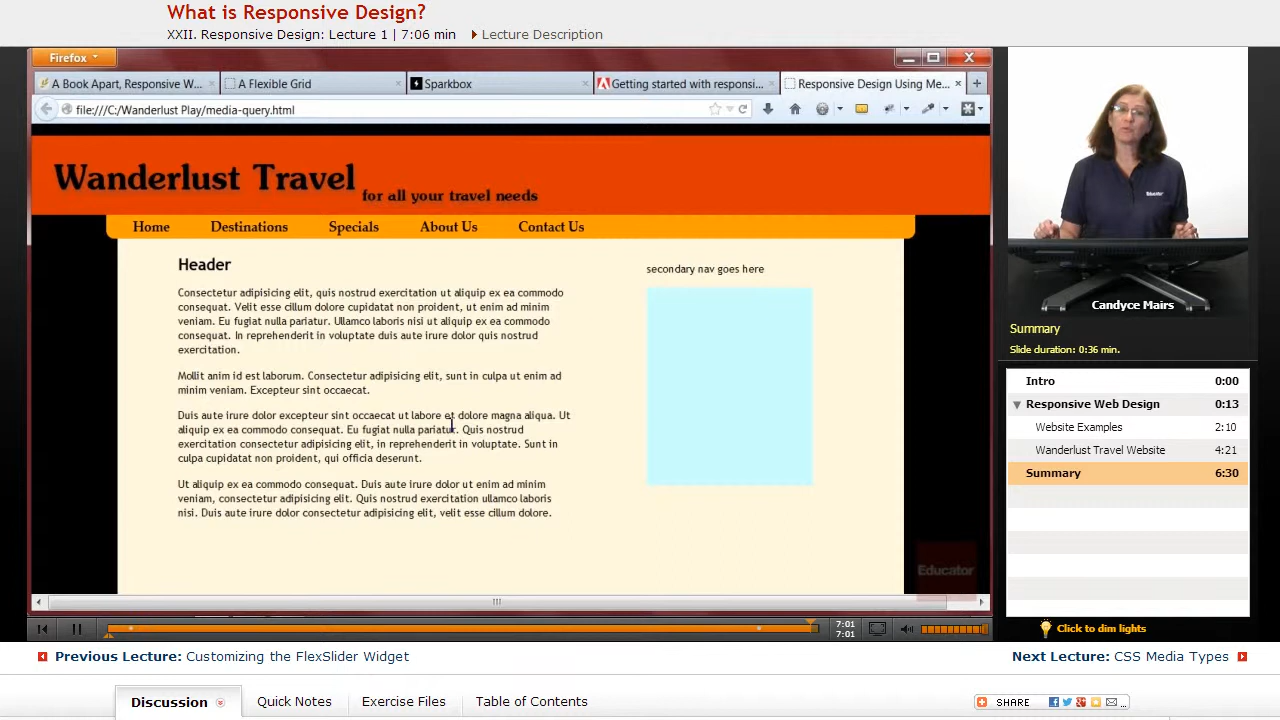 What is Responsive Design?
XXII. Responsive Design: Lecture 1 | 7:06 min Lecture Description
Firefox
A Book Apart, Responsive W... A Flexible Grid Sparkbox Getting started with responsi... Responsive Design Using Me...
file:///C:/Wanderlust Play/media-query.html
Wanderlust Travel for all your travel needs
Home Destinations Specials About Us Contact Us
Header
Consectetur adipisicing elit, quis nostrud exercitation ut aliquip ex ea commodo
consequat. Velit esse cillum dolore cupidatat non proident, ut enim ad minim
veniam. Eu fugiat nulla pariatur. Ullamco laboris nisi ut aliquip ex ea commodo
consequat. In reprehenderit in voluptate duis aute irure dolor quis nostrud
exercitation.
Mollit anim id est laborum. Consectetur adipisicing elit, sunt in culpa ut enim ad
minim veniam. Excepteur sint occaecat.
Duis aute irure dolor excepteur sint occaecat ut labore et dolore magna aliqua. Ut
aliquip ex ea commodo consequat. Eu fugiat nulla pariatur. Quis nostrud
exercitation consectetur adipisicing elit, in reprehenderit in voluptate. Sunt in
culpa cupidatat non proident, qui officia deserunt.
Ut aliquip ex ea commodo consequat. Duis aute irure dolor ut enim ad minim
veniam, consectetur adipisicing elit. Quis nostrud exercitation ullamco laboris
nisi. Duis aute irure dolor consectetur adipisicing elit, velit esse cillum dolore.
secondary nav goes here
Educator
7:01
7:01
Candyce Mairs
Summary
Slide duration: 0:36 min.
Intro 0:00
Responsive Web Design 0:13
Website Examples 2:10
Wanderlust Travel Website 4:21
Summary 6:30
Click to dim lights
Previous Lecture: Customizing the FlexSlider Widget
Next Lecture: CSS Media Types
Discussion Quick Notes Exercise Files Table of Contents
SHARE